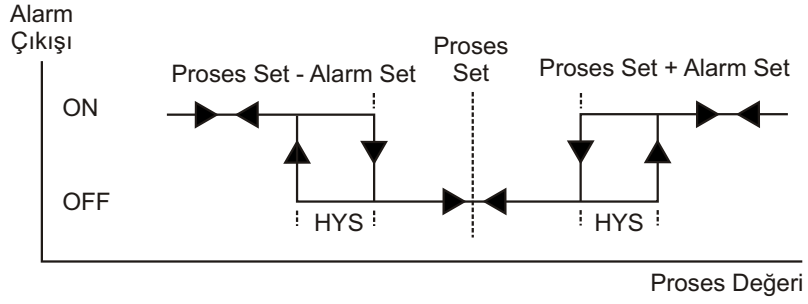 Alarm
Çıkışı
Proses
Set
Proses Set - Alarm Set
Proses Set + Alarm Set
ON
OFF
HYS
HYS
Proses Değeri